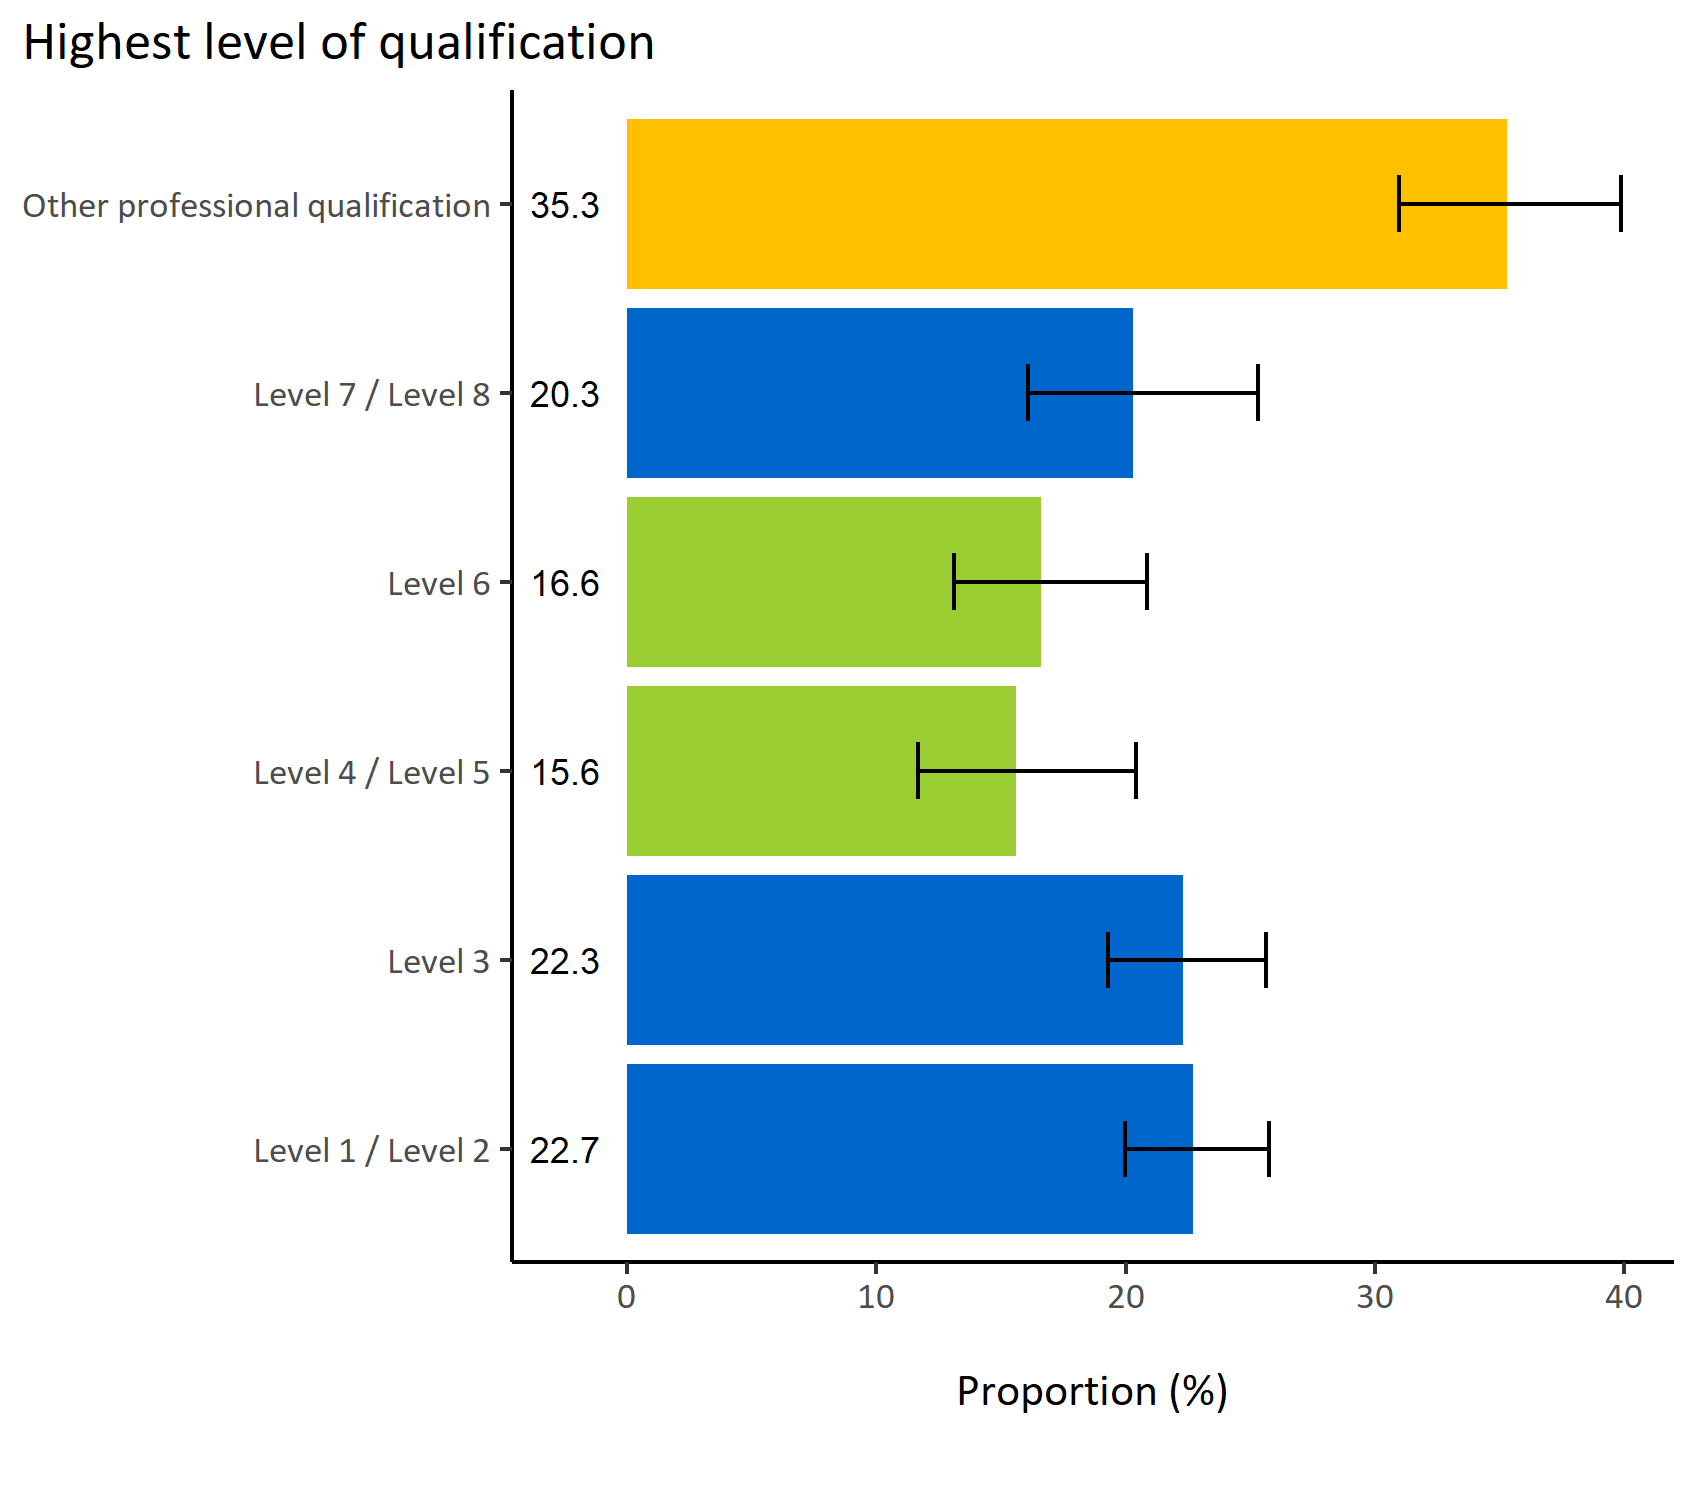 Highest level of qualification
Other professional qualification 35.3
Level 7 / Level 8 20.3
Level 6 16.6
Level 4 / Level 5 15.6
Level 3 22.3
Level 1 / Level 2 22.7
0 10 20 30 40
Proportion (%)